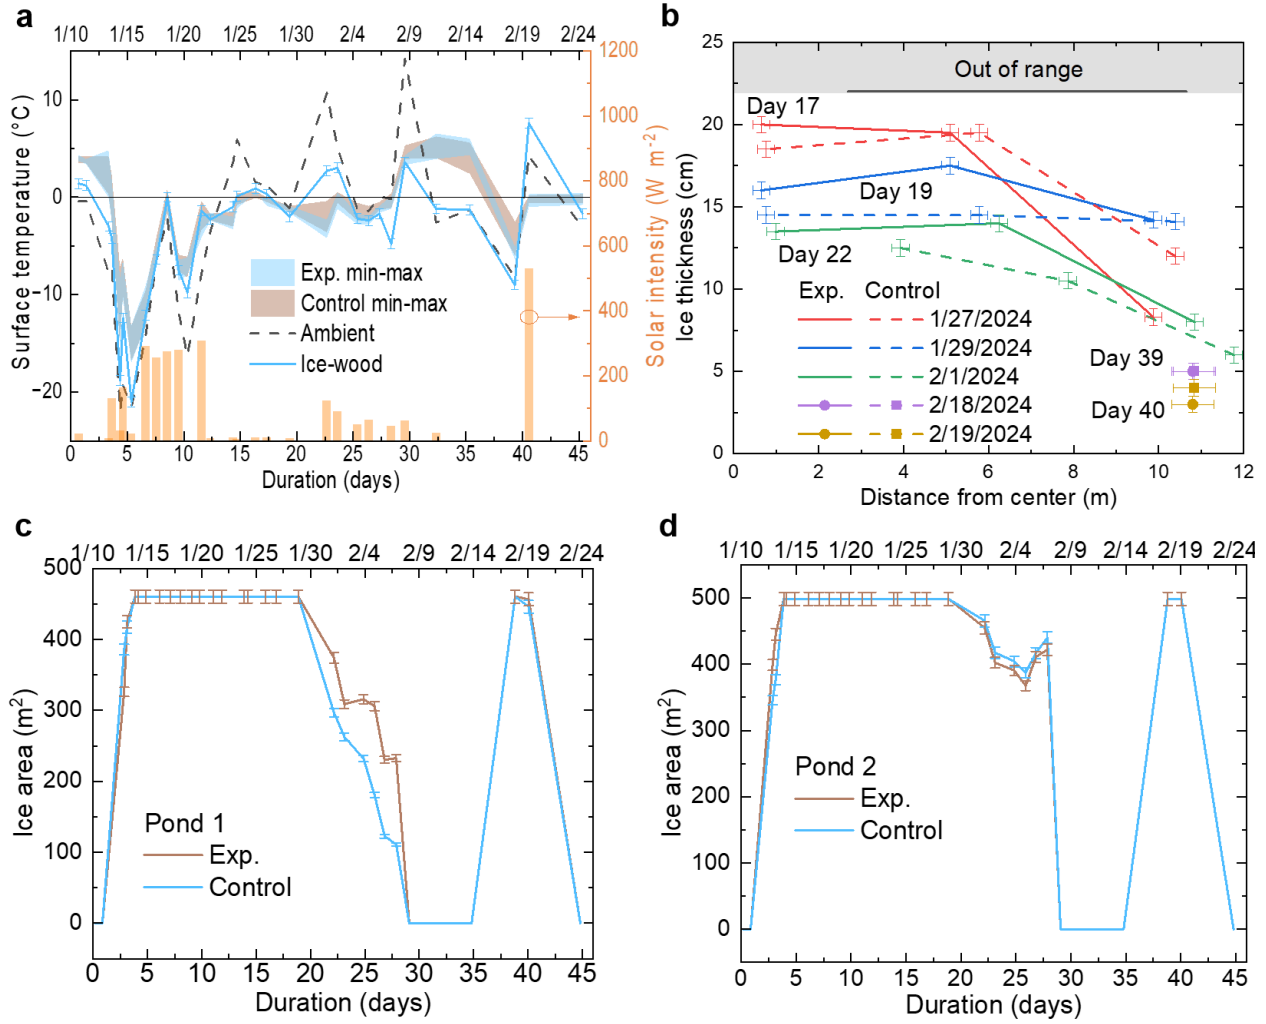 a
1/10 1/15 1/20 1/25 1/30 2/4 2/9 2/14 2/19 2/24
Surface temperature (°C)
10
0
−10
−20
1200
1000
800
600
400
200
0
Solar intensity (W m⁻²)
Exp. min-max
Control min-max
Ambient
Ice-wood
0 5 10 15 20 25 30 35 40 45
Duration (days)
b
Ice thickness (cm)
25
20
15
10
5
0
Out of range
Day 17
Day 19
Day 22
Exp. Control
1/27/2024
1/29/2024
2/1/2024
2/18/2024
2/19/2024
Day 39
Day 40
0 2 4 6 8 10 12
Distance from center (m)
c
1/10 1/15 1/20 1/25 1/30 2/4 2/9 2/14 2/19 2/24
Ice area (m²)
500
400
300
200
100
0
Pond 1
Exp.
Control
0 5 10 15 20 25 30 35 40 45
Duration (days)
d
1/10 1/15 1/20 1/25 1/30 2/4 2/9 2/14 2/19 2/24
Ice area (m²)
500
400
300
200
100
0
Pond 2
Exp.
Control
0 5 10 15 20 25 30 35 40 45
Duration (days)